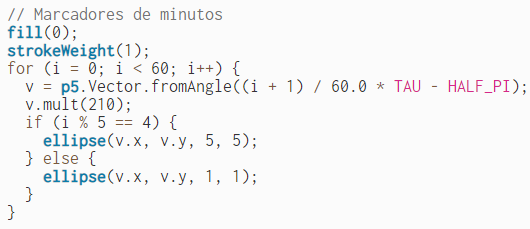 // Marcadores de minutos
fill(0);
strokeWeight(1);
for (i = 0; i < 60; i++) {
  v = p5.Vector.fromAngle((i + 1) / 60.0 * TAU - HALF_PI);
  v.mult(210);
  if (i % 5 == 4) {
    ellipse(v.x, v.y, 5, 5);
  } else {
    ellipse(v.x, v.y, 1, 1);
  }
}